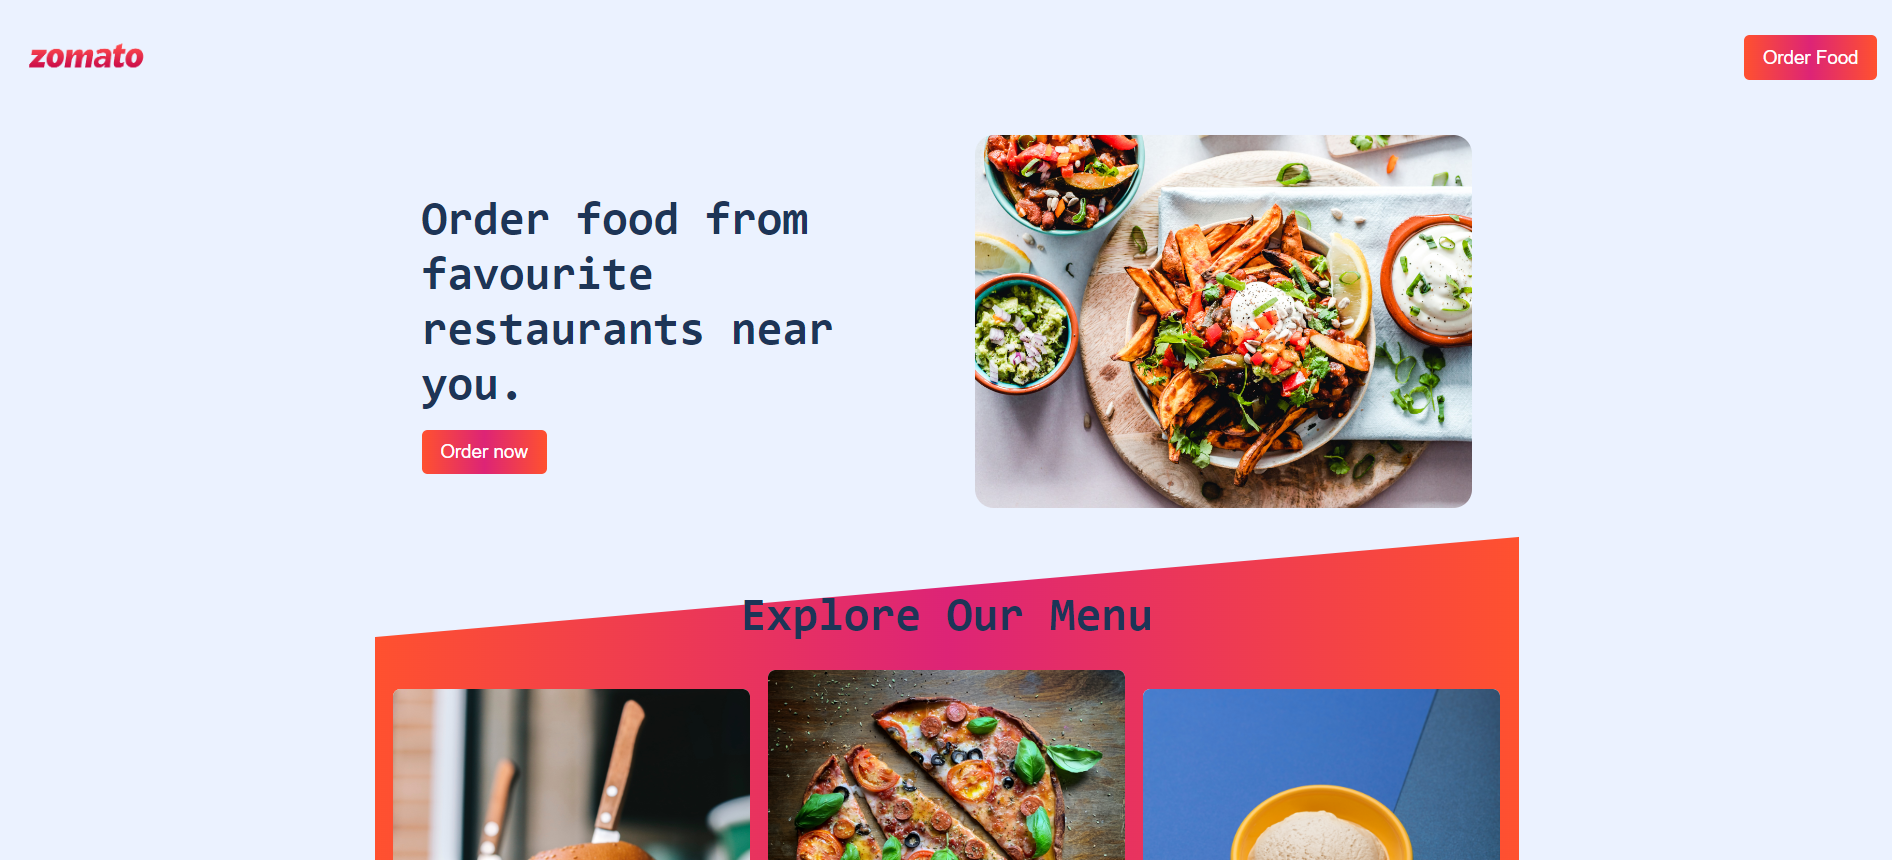 zomato
Order Food
Order food from
favourite
restaurants near
you.
Order now
Explore Our Menu